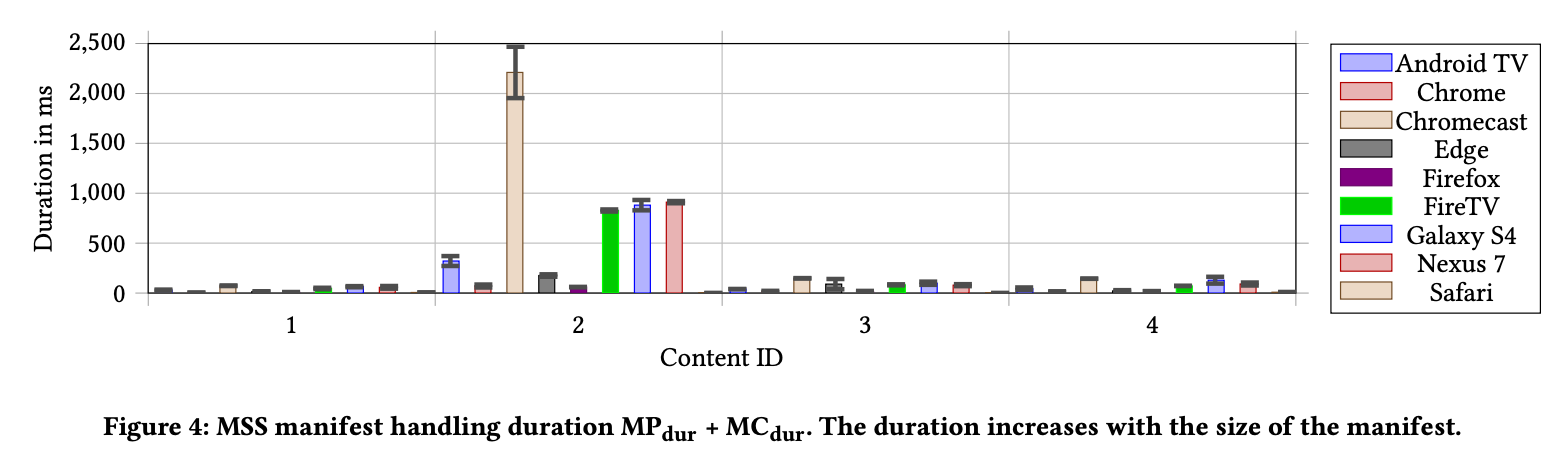 2,500
2,000
1,500
1,000
500
0
Duration in ms
1
2
3
4
Content ID
Android TV
Chrome
Chromecast
Edge
Firefox
FireTV
Galaxy S4
Nexus 7
Safari
Figure 4: MSS manifest handling duration MPdur + MCdur. The duration increases with the size of the manifest.